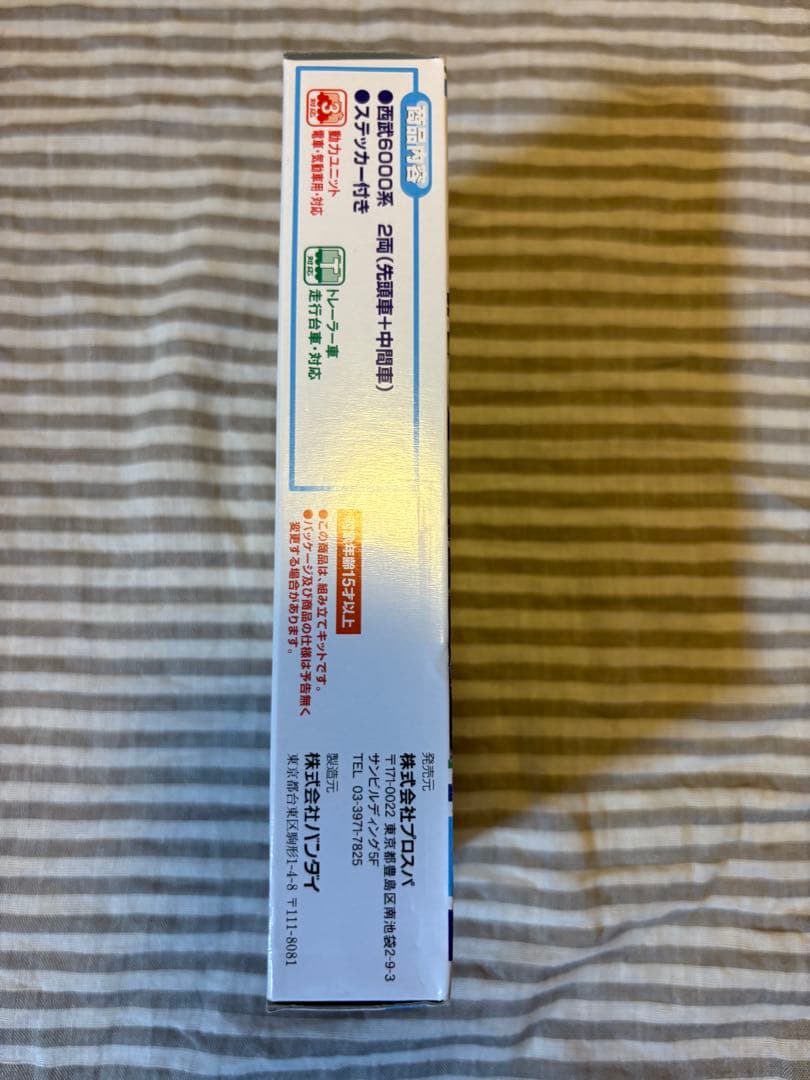 商品内容
●西武6000系 2両(先頭車+中間車)
●ステッカー付き
3
対応
動力ユニット
電車・気動車用・対応
T
対応
トレーラー車
走行台車・対応
年齢15才以上
●この商品は、組み立てキットです。
●パッケージ及び商品の仕様は予告無く
変更する場合があります。
発売元
株式会社プロスパ
〒171-0022 東京都豊島区南池袋2-9-3
サンビルディング5F
TEL 03-3971-7825
製造元
株式会社バンダイ
東京都台東区駒形1-4-8 〒111-8081